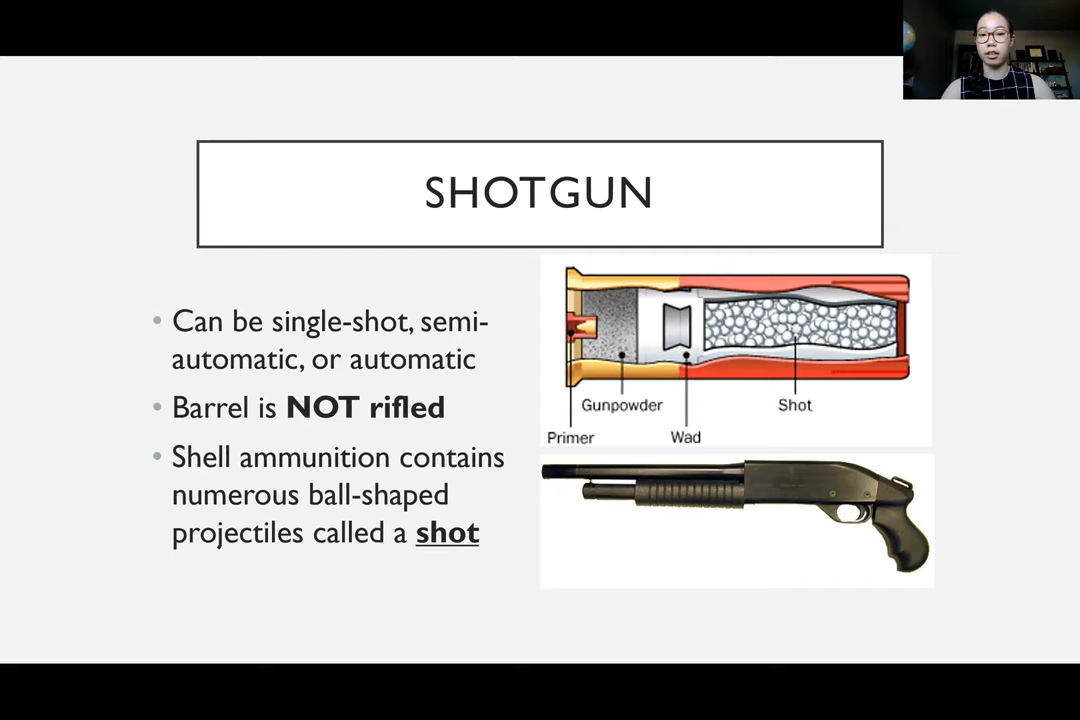 SHOTGUN
• Can be single-shot, semi-
automatic, or automatic
• Barrel is NOT rifled
• Shell ammunition contains
numerous ball-shaped
projectiles called a shot
Gunpowder
Shot
Primer
Wad